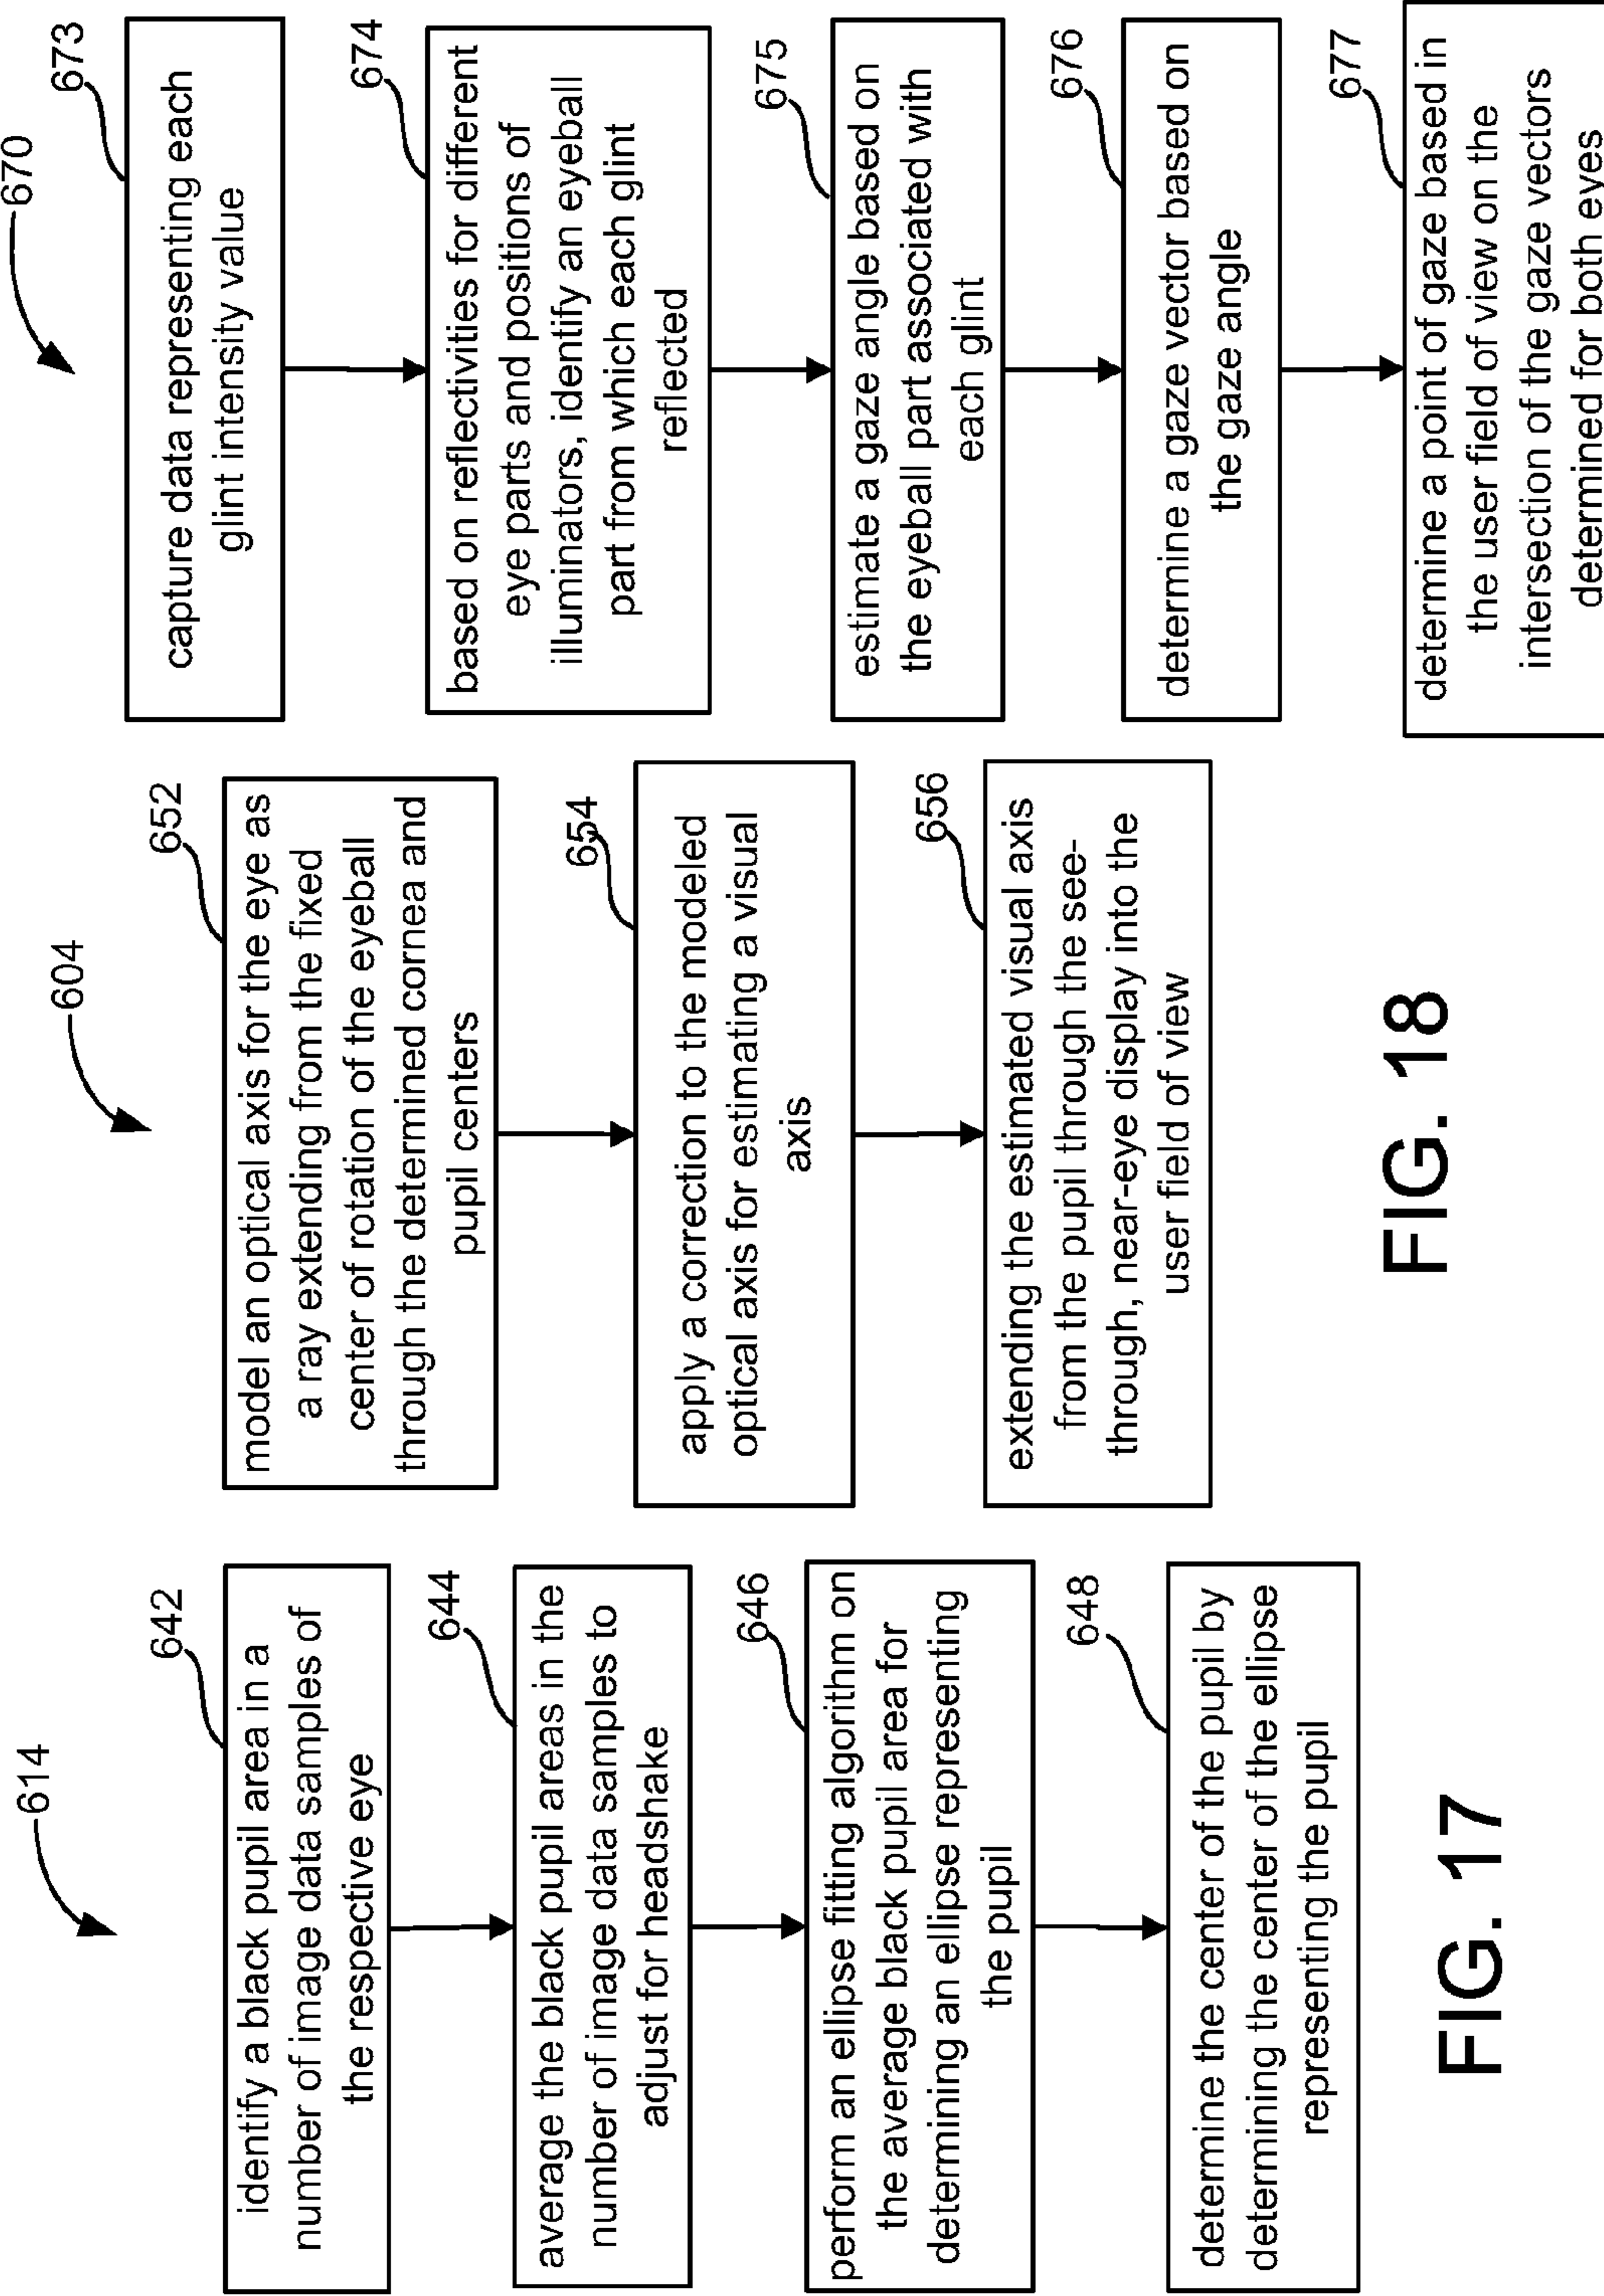 614
642
identify a black pupil area in a
number of image data samples of
the respective eye
644
average the black pupil areas in the
number of image data samples to
adjust for headshake
646
perform an ellipse fitting algorithm on
the average black pupil area for
determining an ellipse representing
the pupil
648
determine the center of the pupil by
determining the center of the ellipse
representing the pupil
FIG. 17
604
652
model an optical axis for the eye as
a ray extending from the fixed
center of rotation of the eyeball
through the determined cornea and
pupil centers
654
apply a correction to the modeled
optical axis for estimating a visual
axis
656
extending the estimated visual axis
from the pupil through the see-
through, near-eye display into the
user field of view
FIG. 18
670
673
capture data representing each
glint intensity value
674
based on reflectivities for different
eye parts and positions of
illuminators, identify an eyeball
part from which each glint
reflected
675
estimate a gaze angle based on
the eyeball part associated with
each glint
676
determine a gaze vector based on
the gaze angle
677
determine a point of gaze based in
the user field of view on the
intersection of the gaze vectors
determined for both eyes